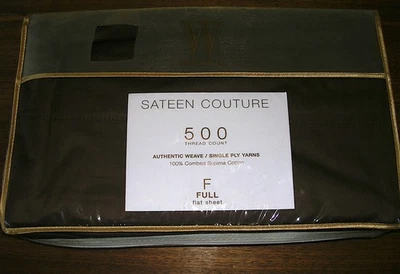 SATEEN COUTURE
500
THREAD COUNT
AUTHENTIC WEAVE / SINGLE PLY YARNS
100% Combed Supima Cotton
F
FULL
flat sheet